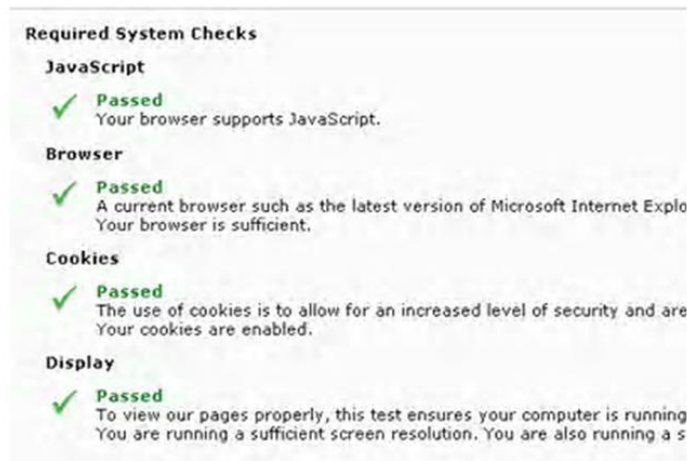 Required System Checks
JavaScript
Passed
Your browser supports JavaScript.
Browser
Passed
A current browser such as the latest version of Microsoft Internet Explo
Your browser is sufficient.
Cookies
Passed
The use of cookies is to allow for an increased level of security and are
Your cookies are enabled.
Display
Passed
To view our pages properly, this test ensures your computer is running
You are running a sufficient screen resolution. You are also running a s